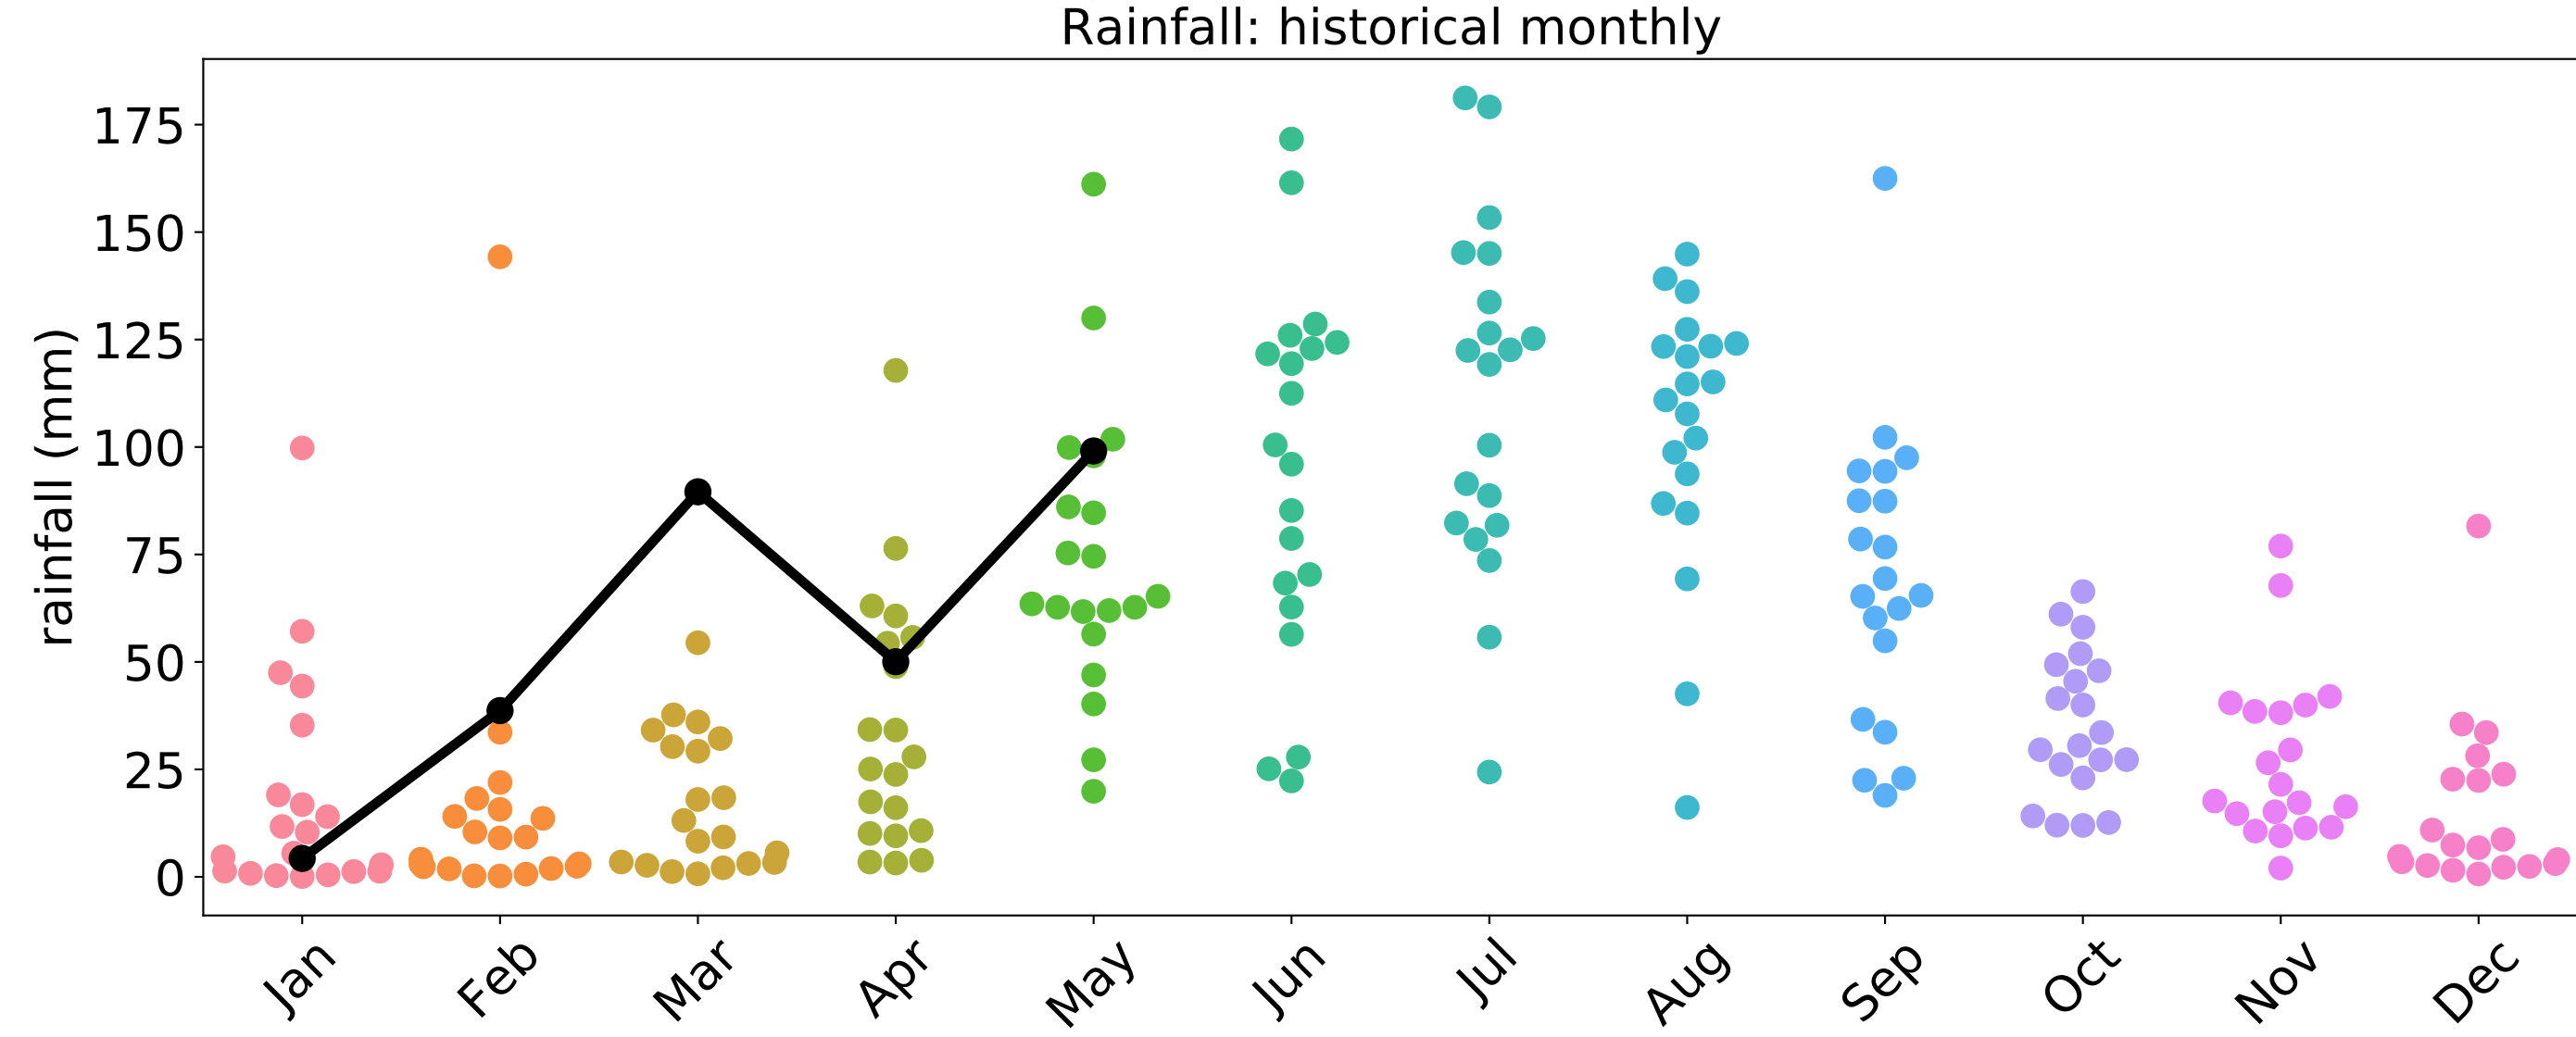 Rainfall: historical monthly
rainfall (mm)
175
150
125
100
75
50
25
0
Jan
Feb
Mar
Apr
May
Jun
Jul
Aug
Sep
Oct
Nov
Dec